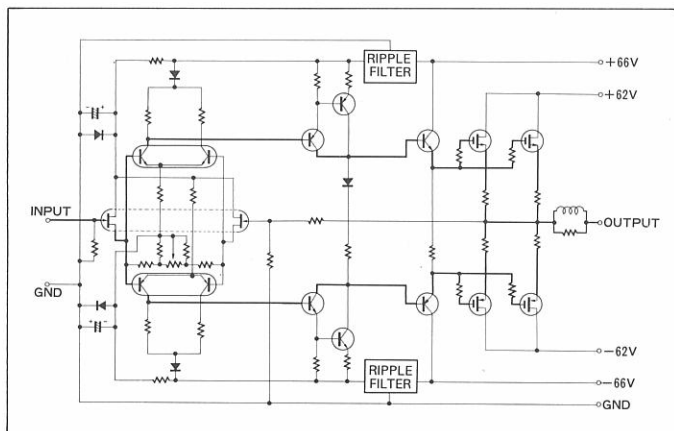 RIPPLE
FILTER
+66V
+62V
INPUT
OUTPUT
GND
-62V
RIPPLE
FILTER
-66V
GND